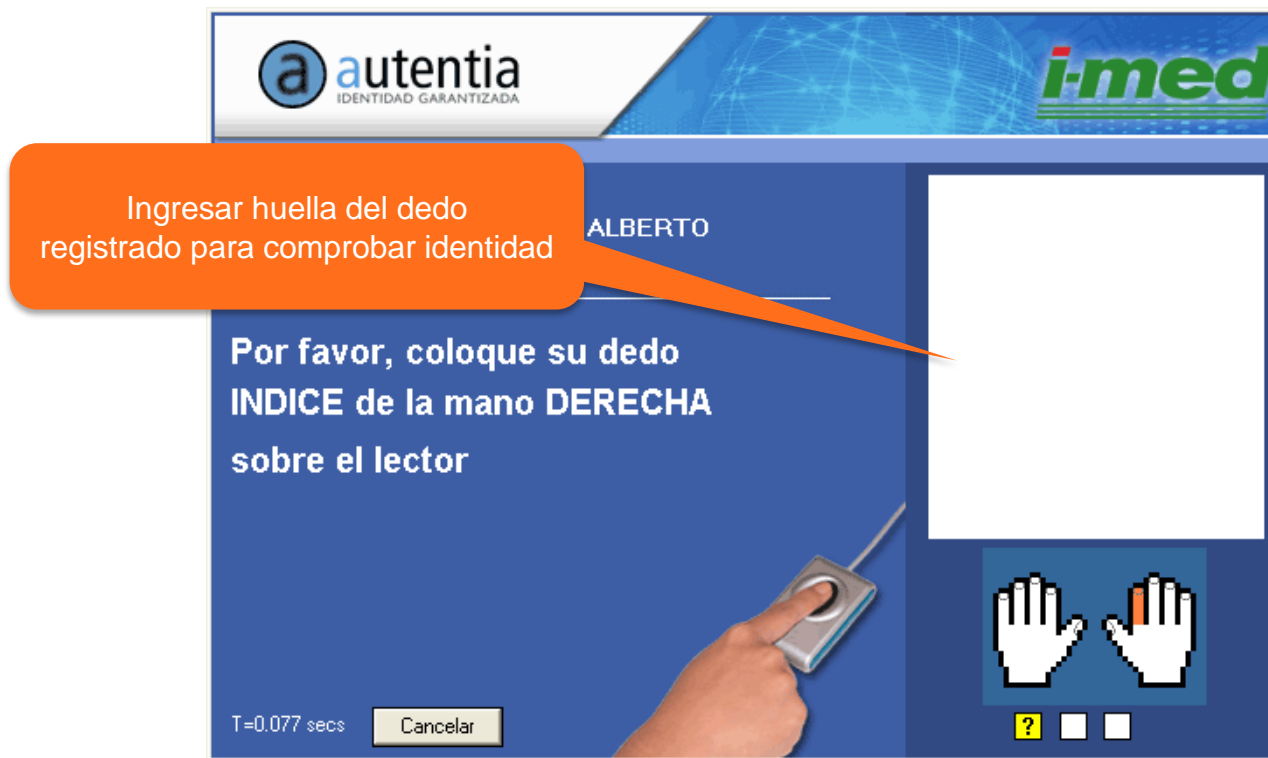 a autentia
IDENTIDAD GARANTIZADA
i-med
Ingresar huella del dedo
registrado para comprobar identidad
ALBERTO
Por favor, coloque su dedo
INDICE de la mano DERECHA
sobre el lector
T=0.077 secs
Cancelar
?